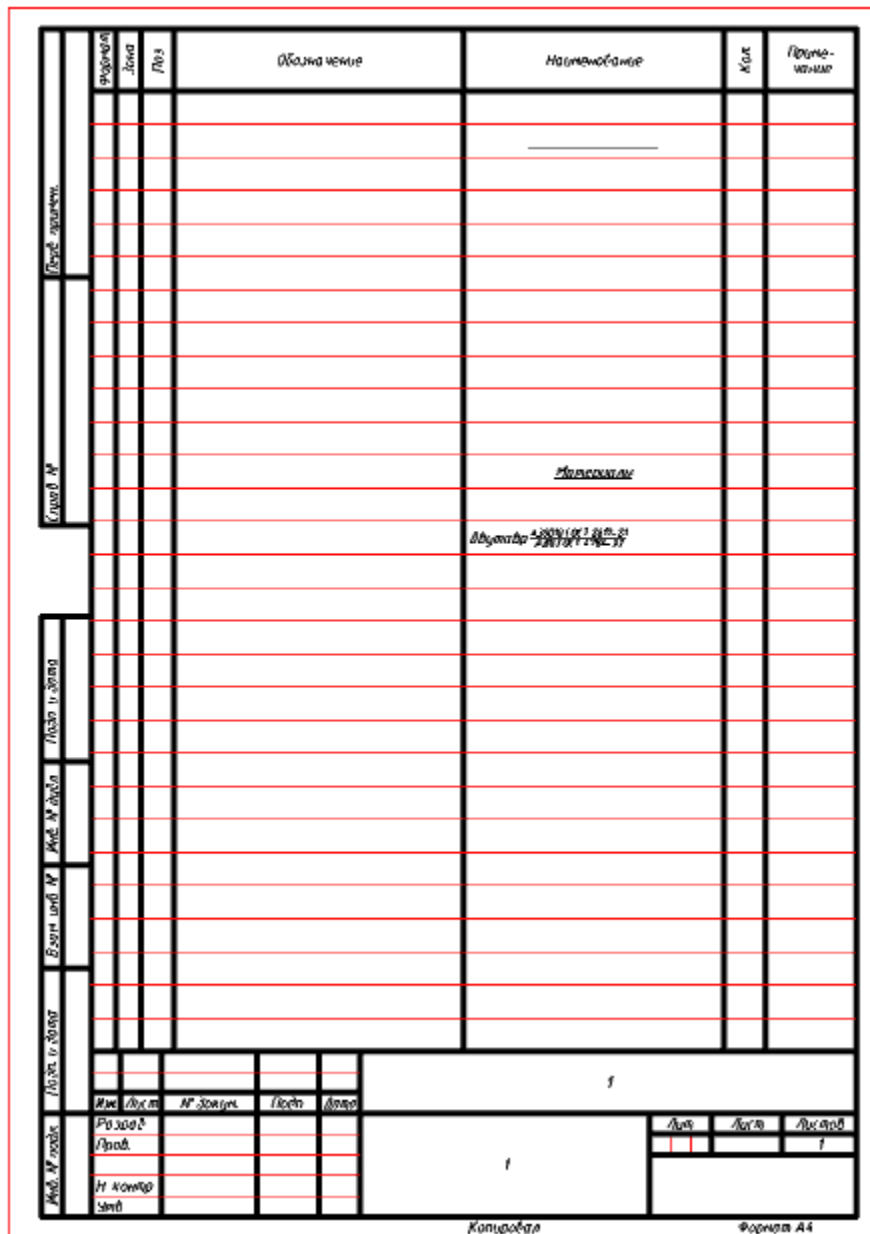 Формат
Зона
Поз
Обозначение
Наименование
Кол
Приме-
чание
Перв. примен.
Справ №
Материалы
Двутавр
Подп и дата
Инв. № дубл
Взам инв №
Подп. и дата
Инв. № подл.
1
Изм Лист № докум. Подп Дата
Разраб
Пров.
Н контр
Утв
1
Лит Лист Листов
1
Копировал
Формат А4